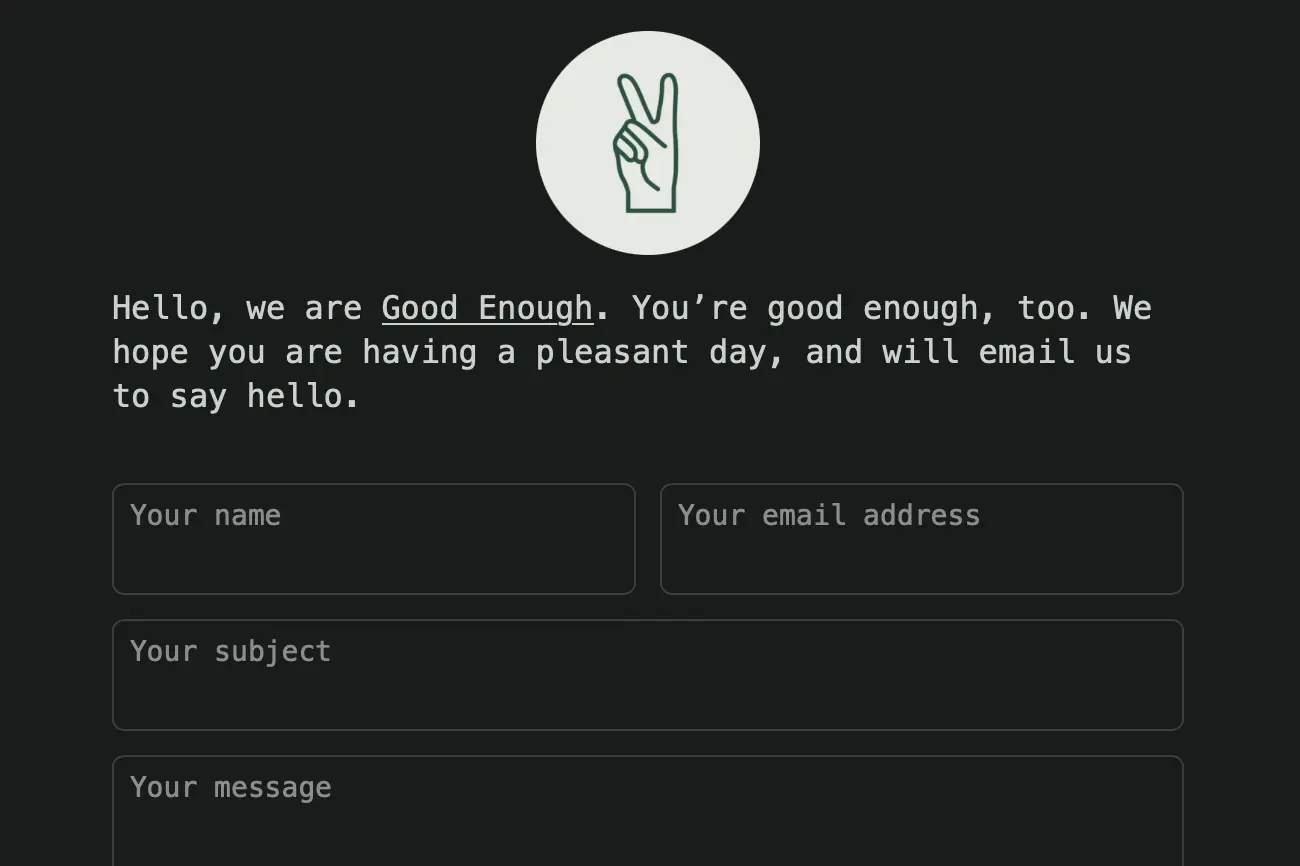 Hello, we are Good Enough. You’re good enough, too. We
hope you are having a pleasant day, and will email us
to say hello.
Your name
Your email address
Your subject
Your message